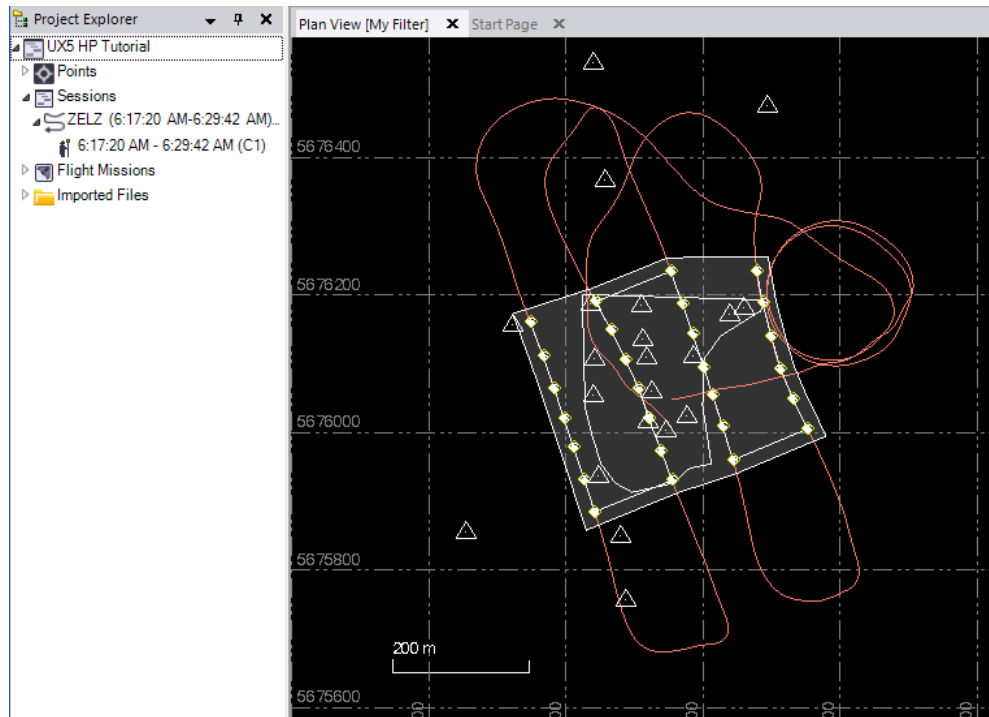 Project Explorer
UX5 HP Tutorial
Points
Sessions
ZELZ (6:17:20 AM-6:29:42 AM)...
6:17:20 AM - 6:29:42 AM (C1)
Flight Missions
Imported Files
Plan View [My Filter]
Start Page
5676400
5676200
5676000
5675800
200 m
5675600